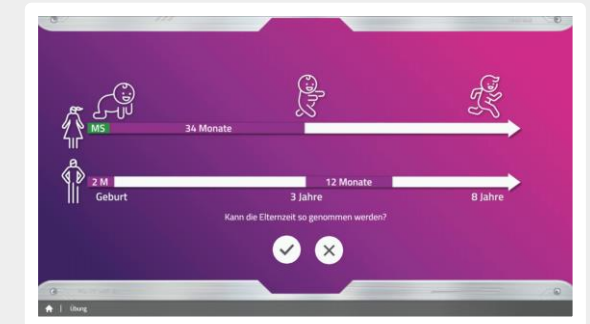 MS 34 Monate
2 M 12 Monate
Geburt 3 Jahre 8 Jahre
Kann die Elternzeit so genommen werden?
Übung